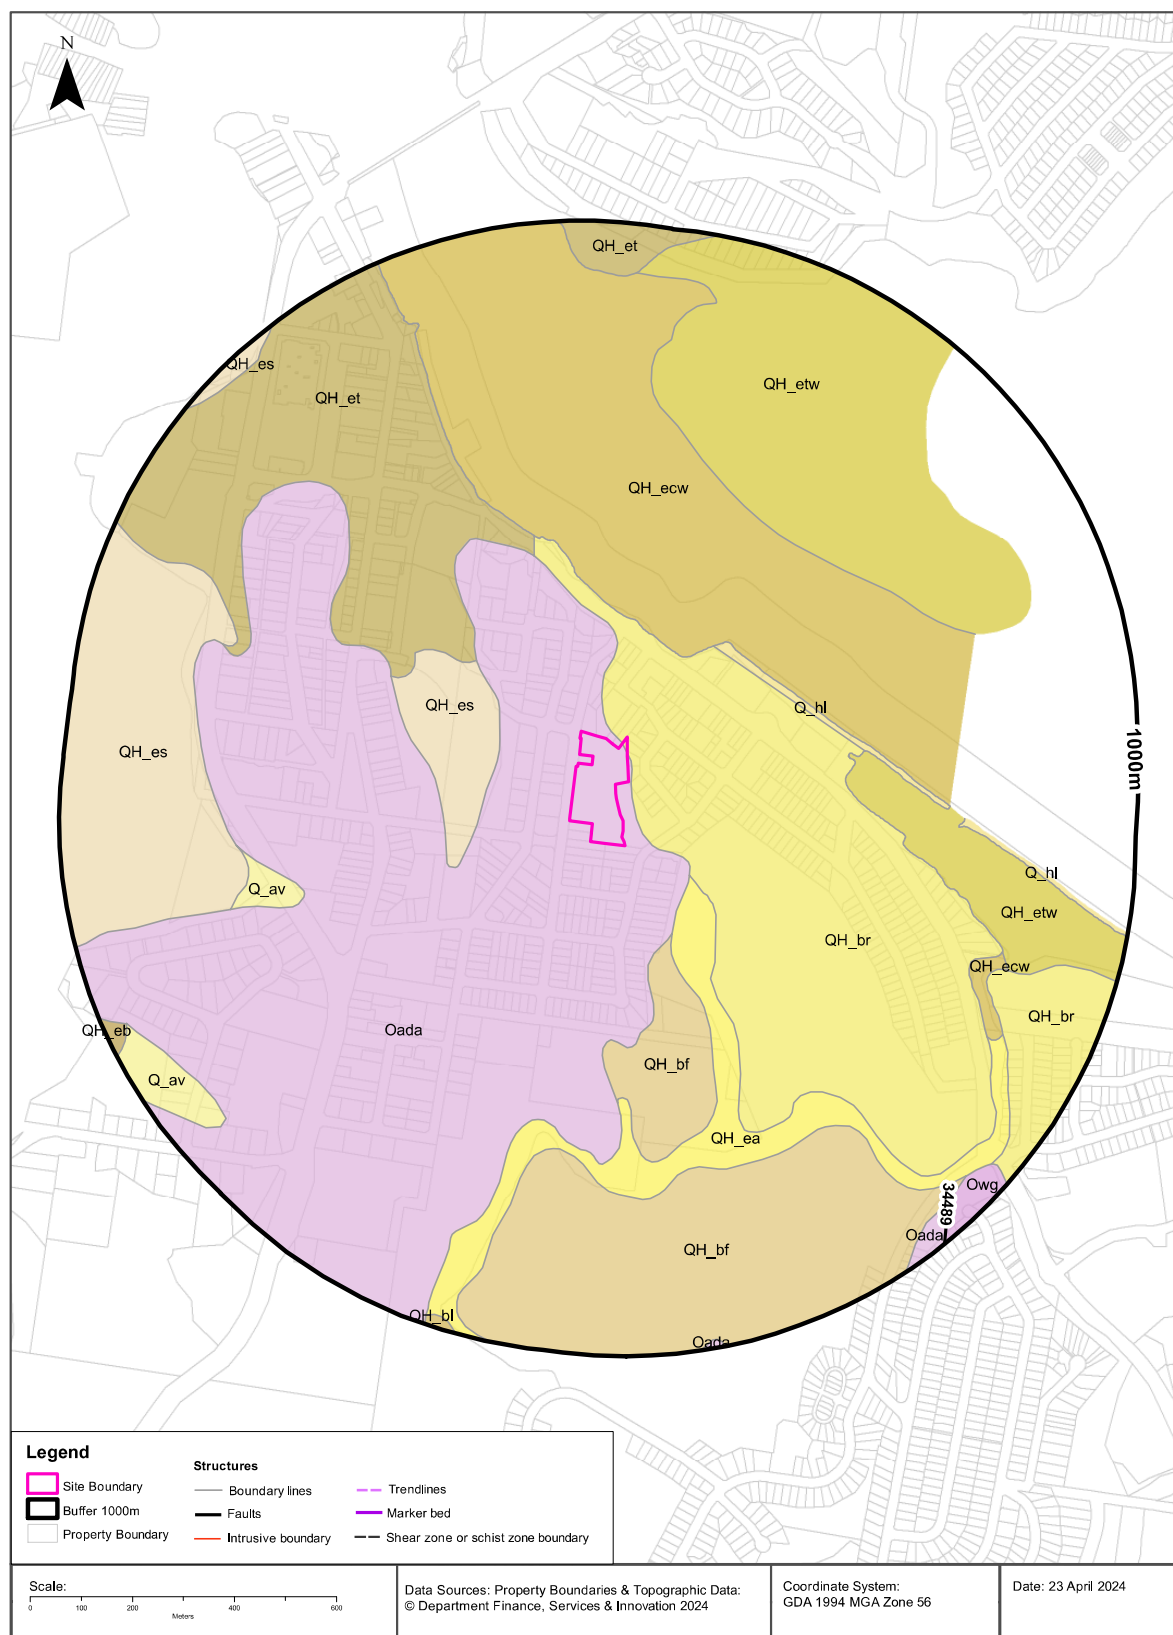 N
QH_et
QH_es
QH_et
QH_etw
QH_ecw
QH_es
QH_es
Q_hl
1000m
Q_av
Q_hl
QH_etw
QH_br
QH_ecw
QH_br
QH_eb
Oada
QH_bf
Q_av
QH_ea
Owg
34489
Oada
QH_bf
QH_bl
Oada
Legend
Site Boundary
Buffer 1000m
Property Boundary
Structures
Boundary lines
Faults
Intrusive boundary
Trendlines
Marker bed
Shear zone or schist zone boundary
Scale:
0 100 200 400 600
Meters
Data Sources: Property Boundaries & Topographic Data:
© Department Finance, Services & Innovation 2024
Coordinate System:
GDA 1994 MGA Zone 56
Date: 23 April 2024